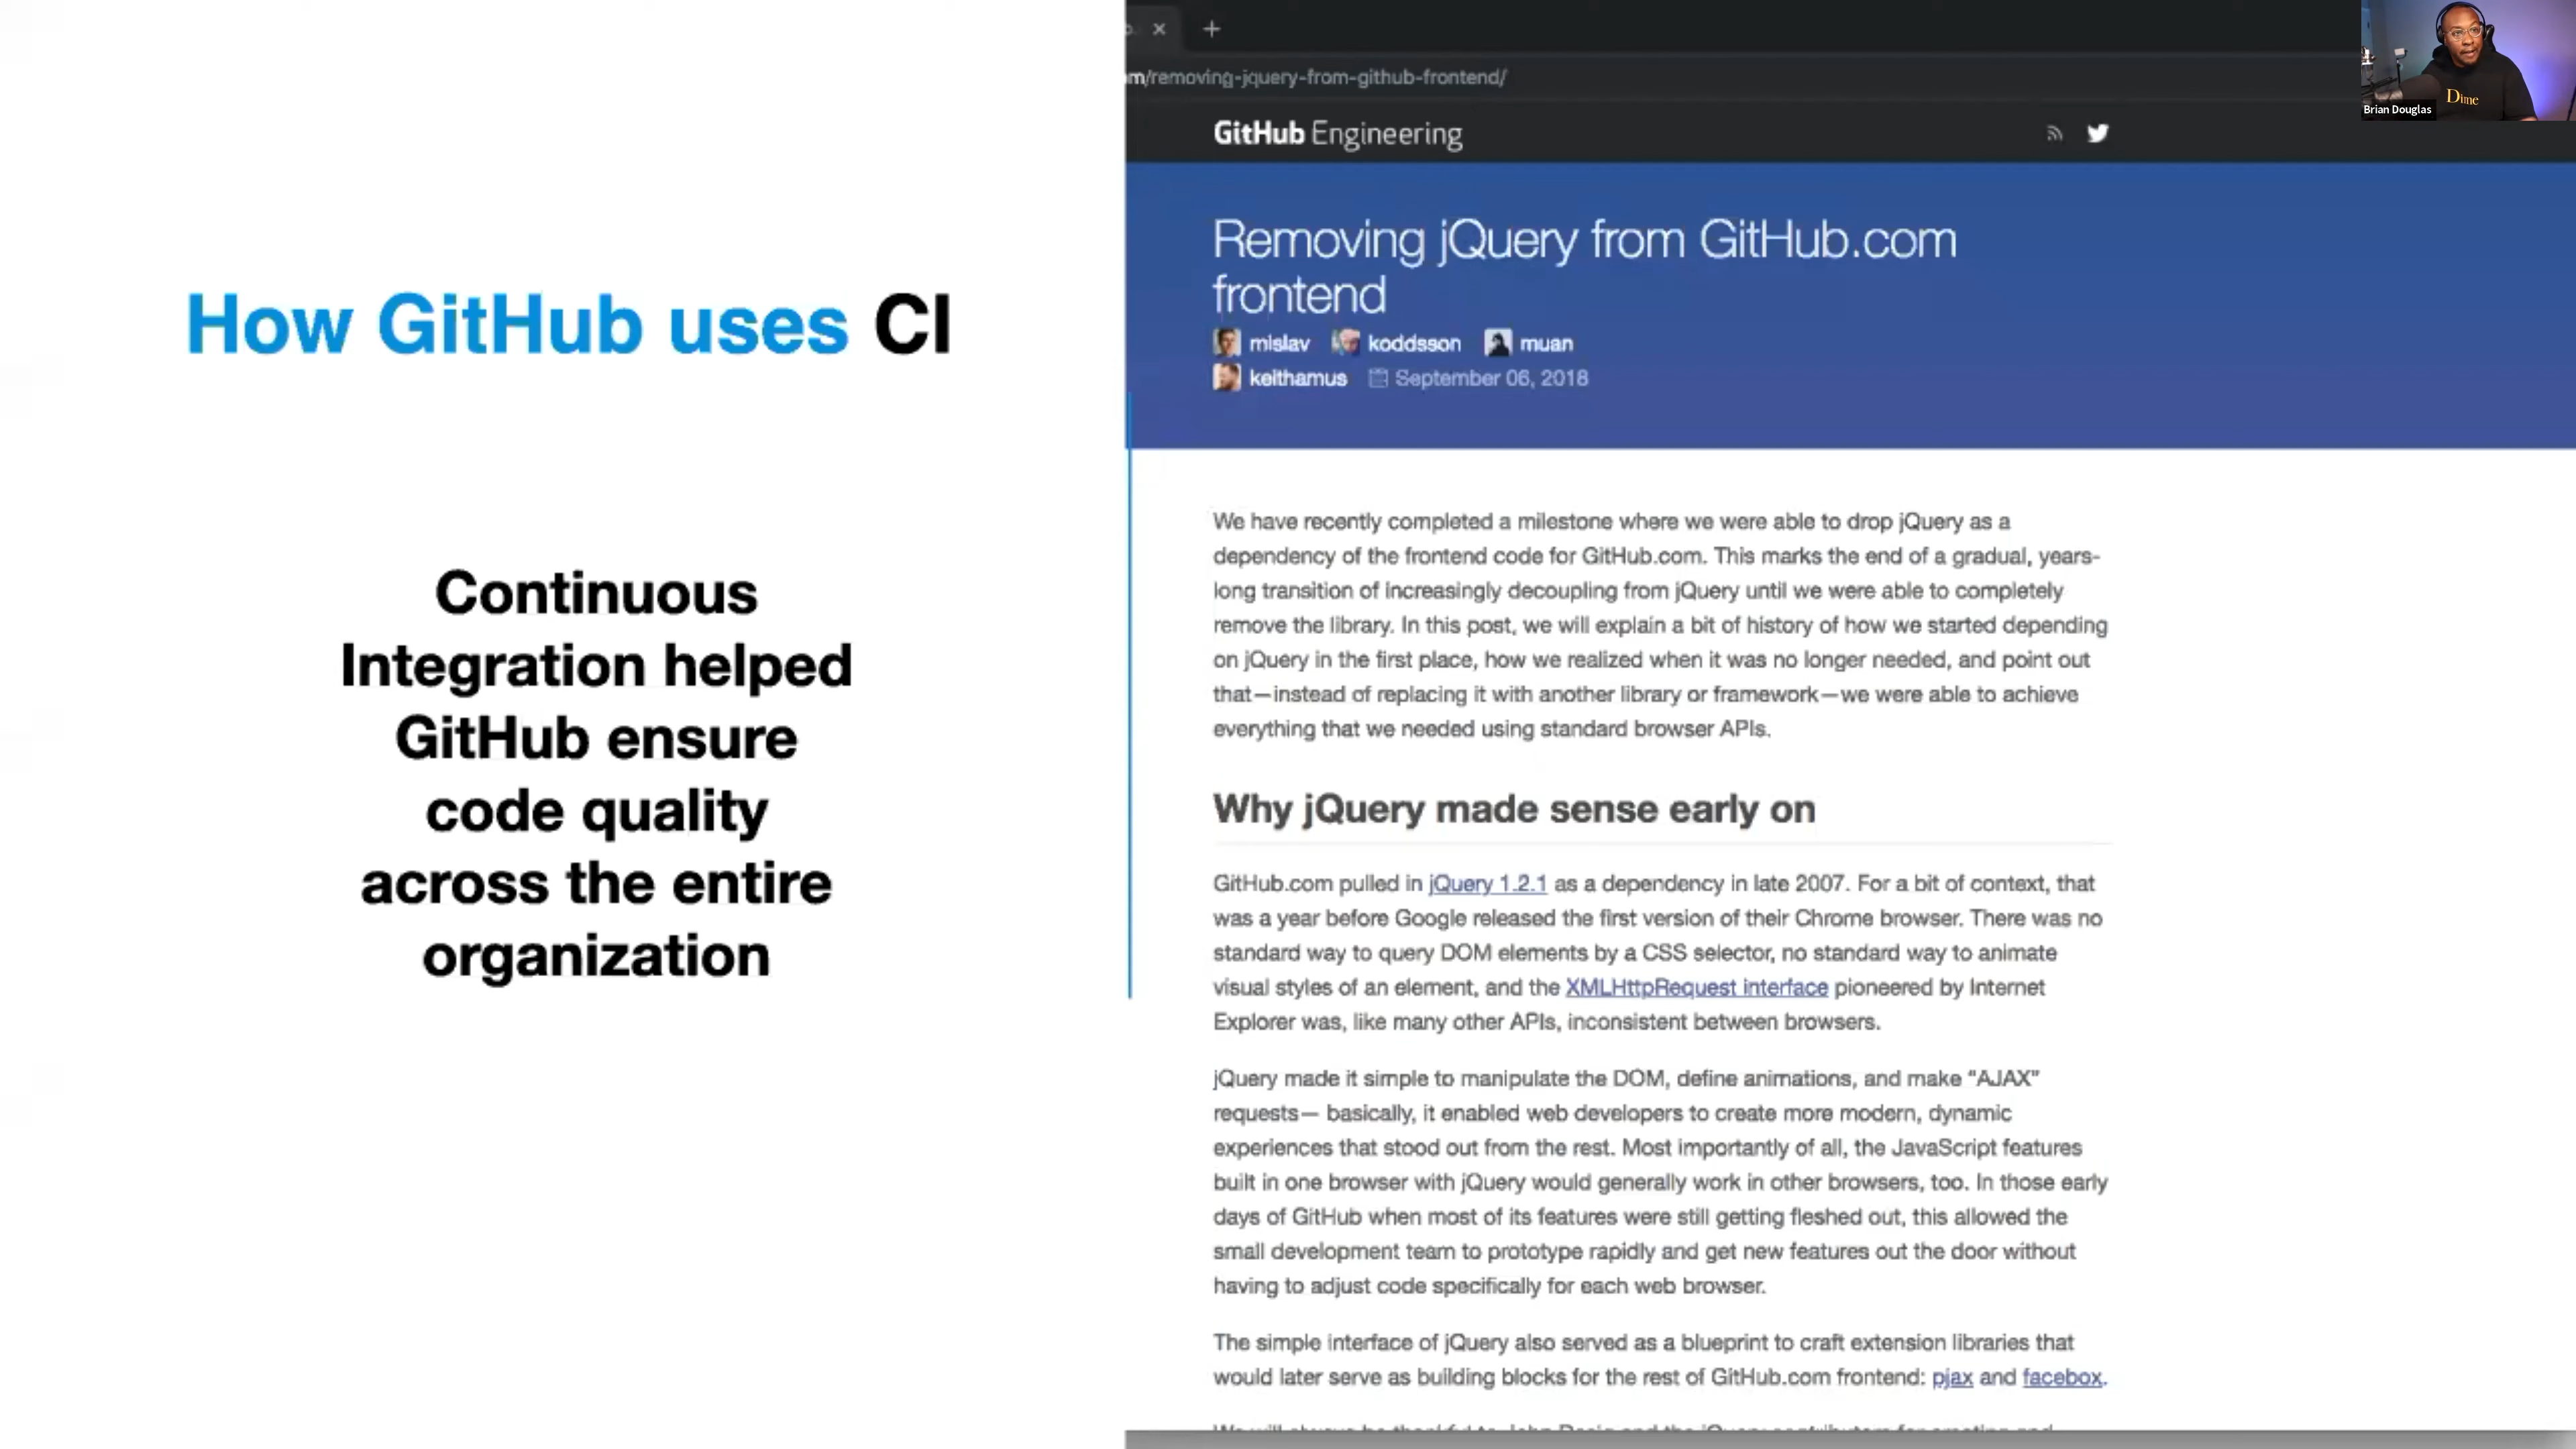 How GitHub uses CI
Continuous
Integration helped
GitHub ensure
code quality
across the entire
organization
m/removing-jquery-from-github-frontend/
GitHub Engineering
Removing jQuery from GitHub.com
frontend
mislav koddsson muan
keithamus September 06, 2018
We have recently completed a milestone where we were able to drop jQuery as a
dependency of the frontend code for GitHub.com. This marks the end of a gradual, years-
long transition of increasingly decoupling from jQuery until we were able to completely
remove the library. In this post, we will explain a bit of history of how we started depending
on jQuery in the first place, how we realized when it was no longer needed, and point out
that—instead of replacing it with another library or framework—we were able to achieve
everything that we needed using standard browser APIs.
Why jQuery made sense early on
GitHub.com pulled in jQuery 1.2.1 as a dependency in late 2007. For a bit of context, that
was a year before Google released the first version of their Chrome browser. There was no
standard way to query DOM elements by a CSS selector, no standard way to animate
visual styles of an element, and the XMLHttpRequest interface pioneered by Internet
Explorer was, like many other APIs, inconsistent between browsers.
jQuery made it simple to manipulate the DOM, define animations, and make “AJAX”
requests— basically, it enabled web developers to create more modern, dynamic
experiences that stood out from the rest. Most importantly of all, the JavaScript features
built in one browser with jQuery would generally work in other browsers, too. In those early
days of GitHub when most of its features were still getting fleshed out, this allowed the
small development team to prototype rapidly and get new features out the door without
having to adjust code specifically for each web browser.
The simple interface of jQuery also served as a blueprint to craft extension libraries that
would later serve as building blocks for the rest of GitHub.com frontend: pjax and facebox.
Dime
Brian Douglas